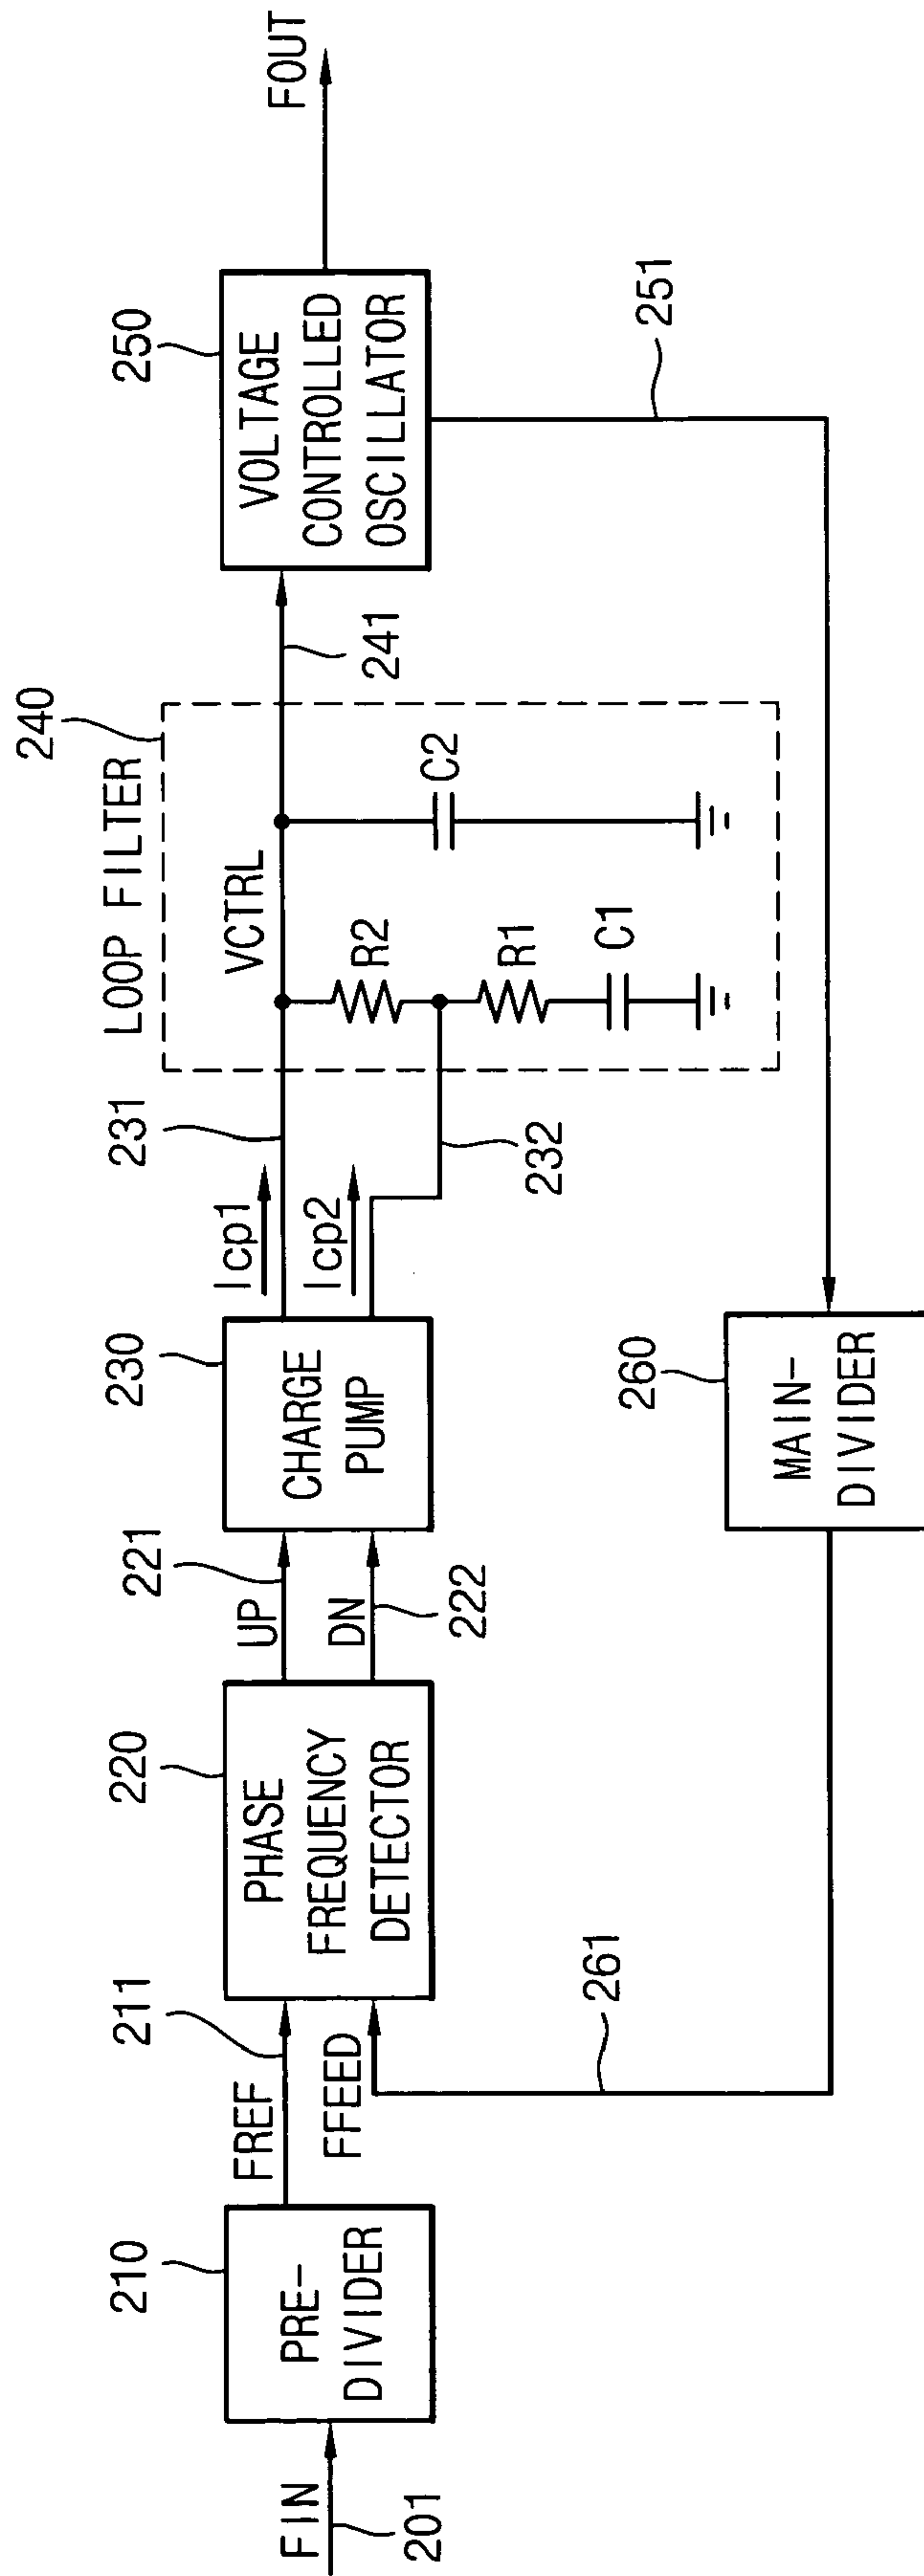 FIN
201
210
PRE-
DIVIDER
FREF
211
FFEED
261
220
PHASE
FREQUENCY
DETECTOR
UP
221
DN
222
230
CHARGE
PUMP
Icp1
231
Icp2
232
LOOP FILTER
240
VCTRL
R2
R1
C1
C2
241
250
VOLTAGE
CONTROLLED
OSCILLATOR
FOUT
251
260
MAIN-
DIVIDER